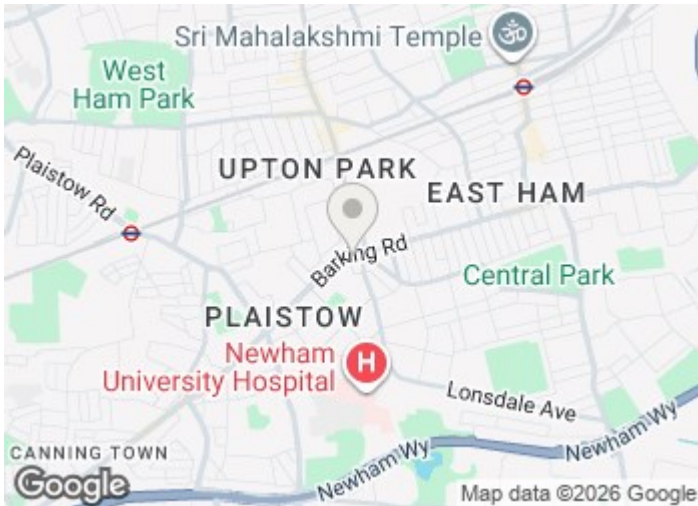 Sri Mahalakshmi Temple
West
Ham Park
UPTON PARK
Plaistow Rd
EAST HAM
Barking Rd
Central Park
PLAISTOW
Newham
University Hospital
H
Lonsdale Ave
CANNING TOWN
Newham Wy
Newham Wy
Google
Map data ©2026 Google